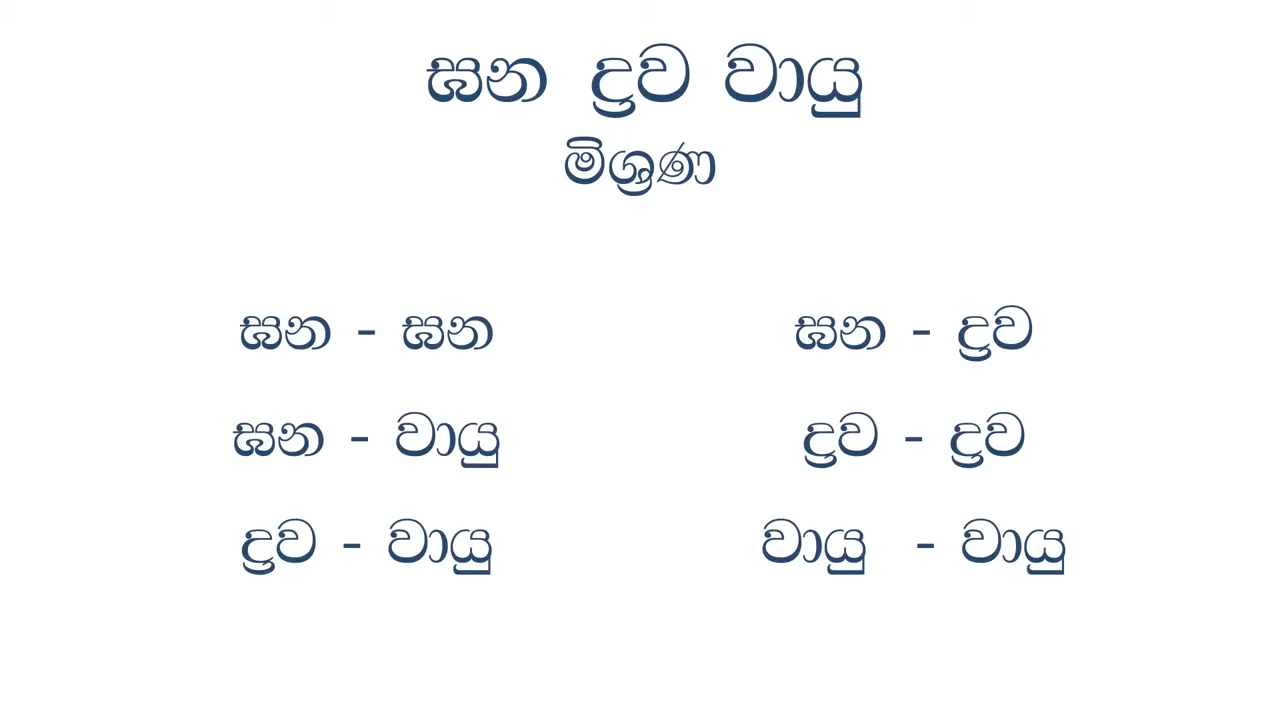 ඝන ද්‍රව වායු
මිශ්‍රණ
ඝන - ඝන
ඝන - ද්‍රව
ඝන - වායු
ද්‍රව - ද්‍රව
ද්‍රව - වායු
වායු - වායු